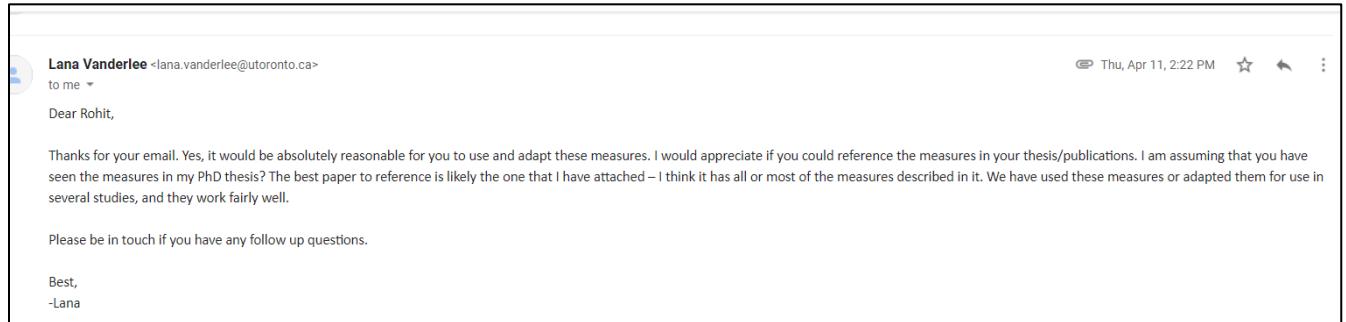 Lana Vanderlee <lana.vanderlee@utoronto.ca>
Thu, Apr 11, 2:22 PM
to me
Dear Rohit,
Thanks for your email. Yes, it would be absolutely reasonable for you to use and adapt these measures. I would appreciate if you could reference the measures in your thesis/publications. I am assuming that you have
seen the measures in my PhD thesis? The best paper to reference is likely the one that I have attached – I think it has all or most of the measures described in it. We have used these measures or adapted them for use in
several studies, and they work fairly well.
Please be in touch if you have any follow up questions.
Best,
-Lana